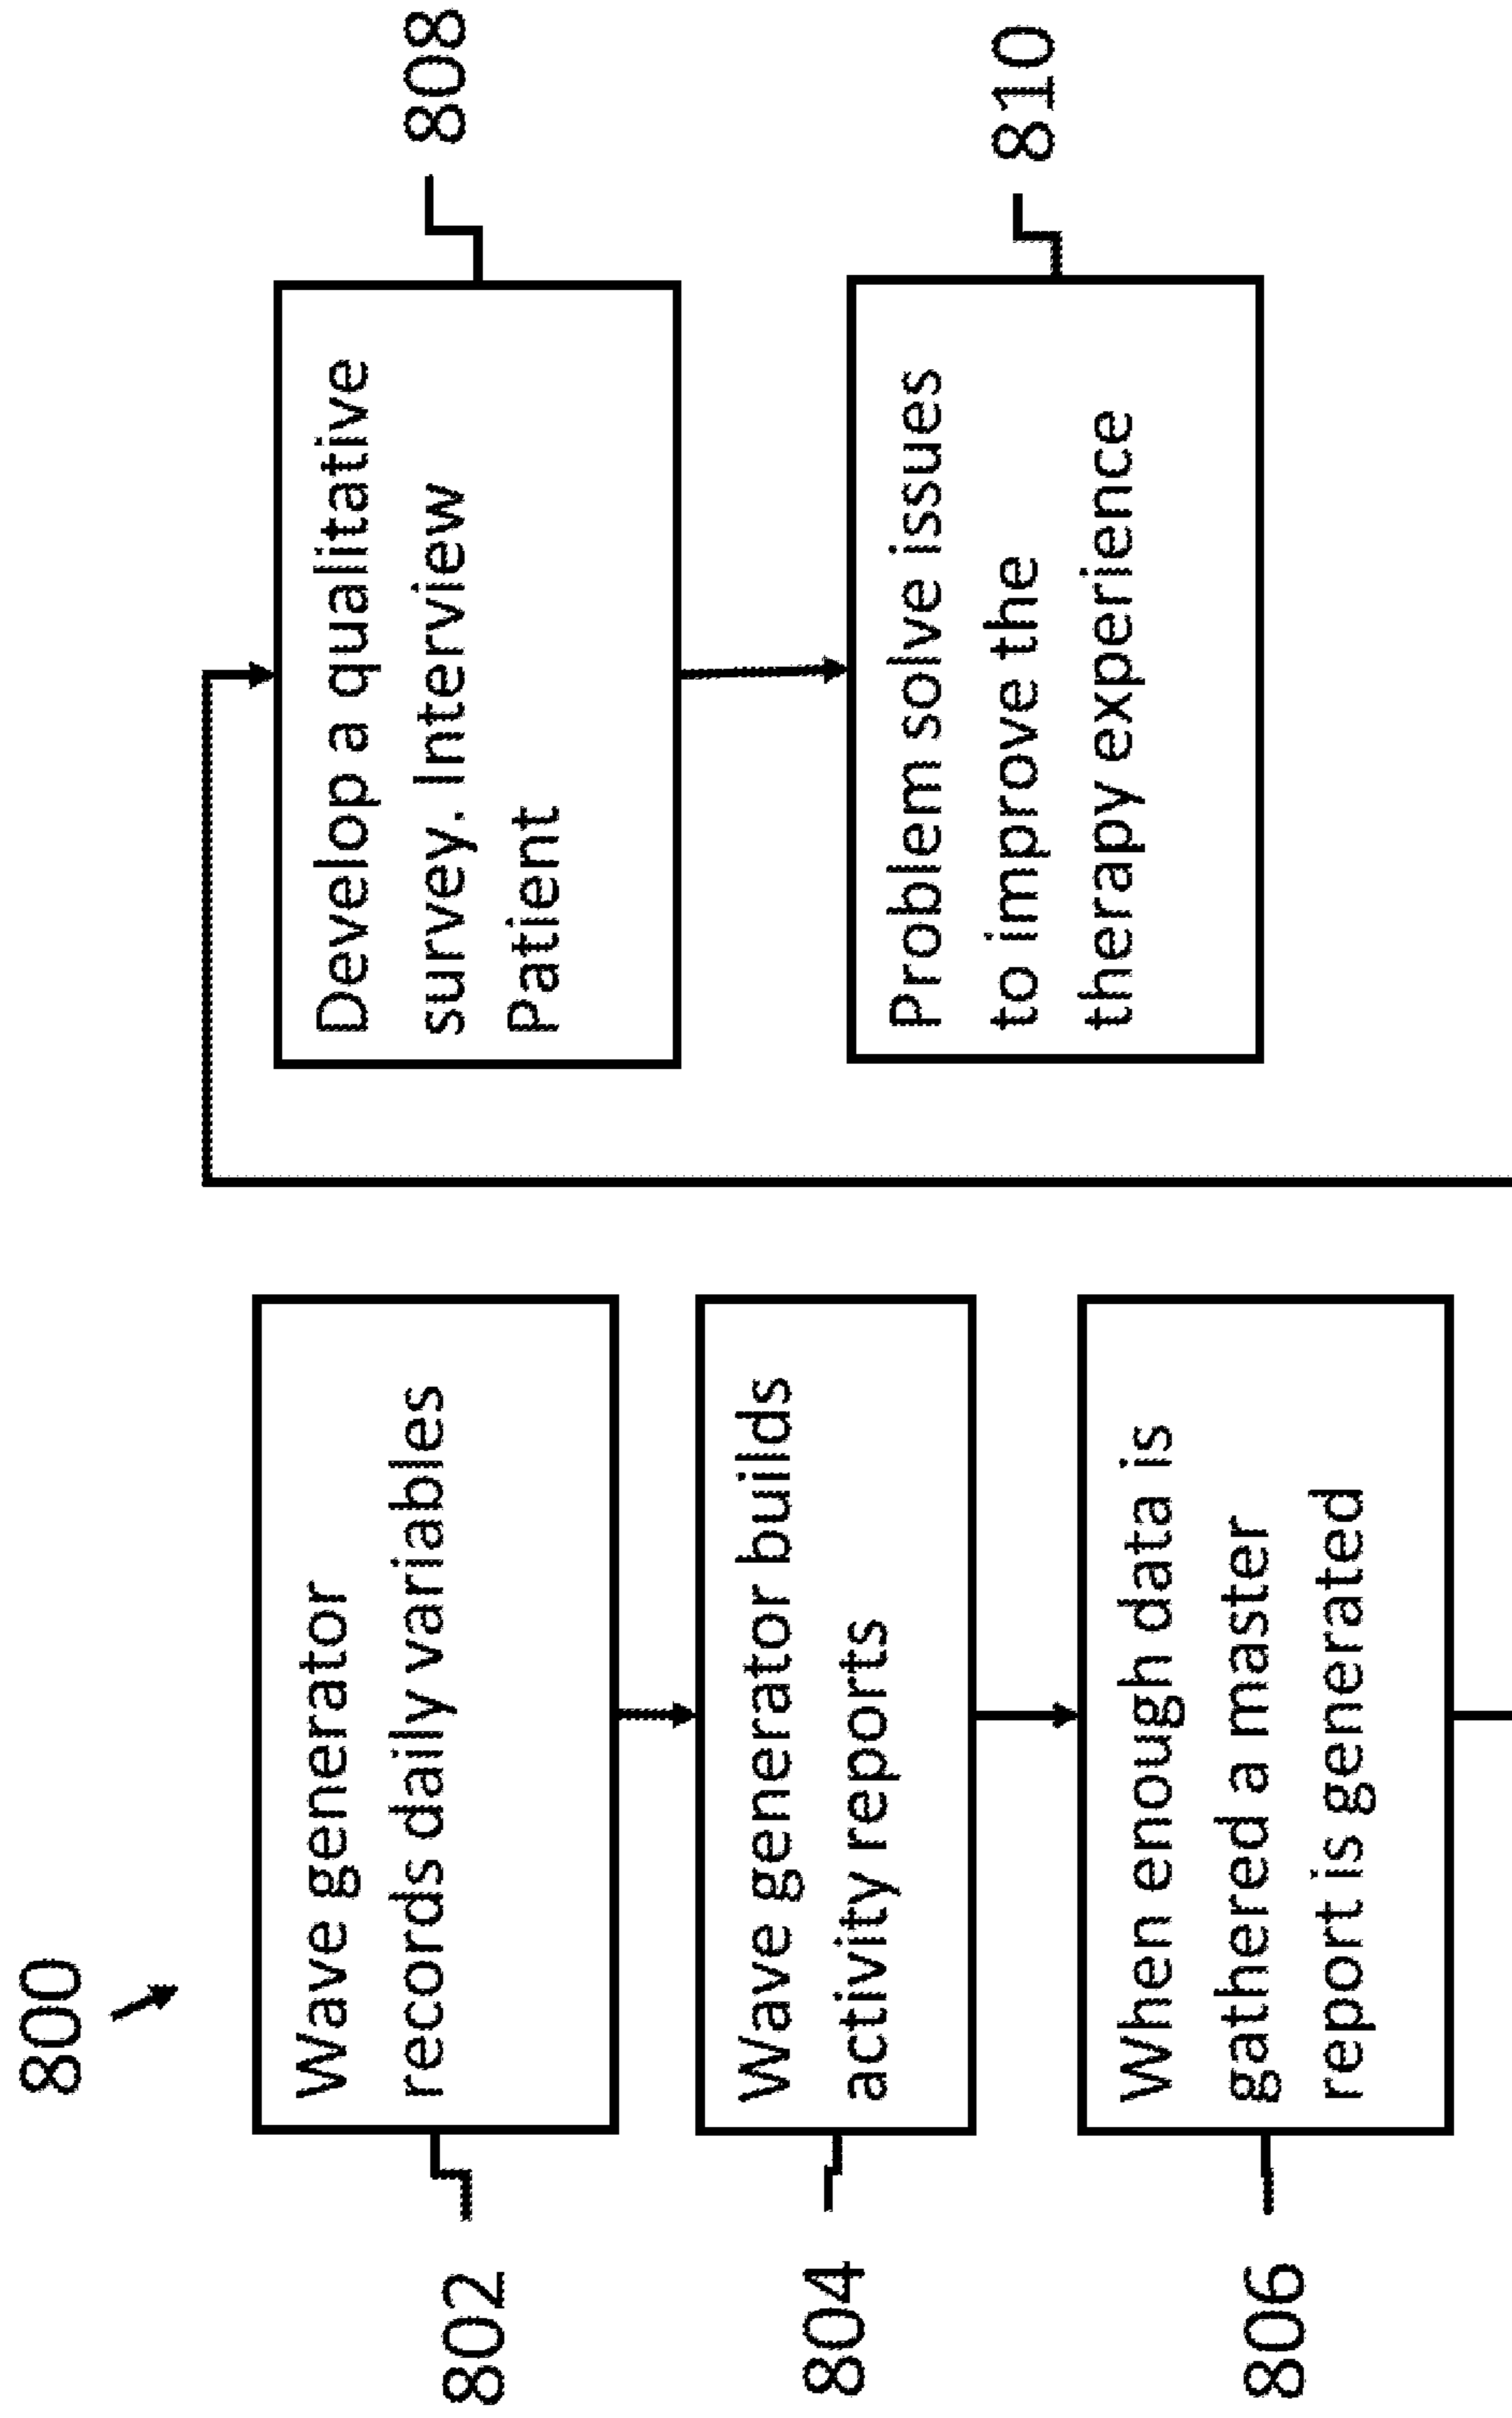 800
802
Wave generator
records daily variables
804
Wave generator builds
activity reports
806
When enough data is
gathered a master
report is generated
Develop a qualitative
survey. Interview
Patient
808
Problem solve issues
to improve the
therapy experience
810